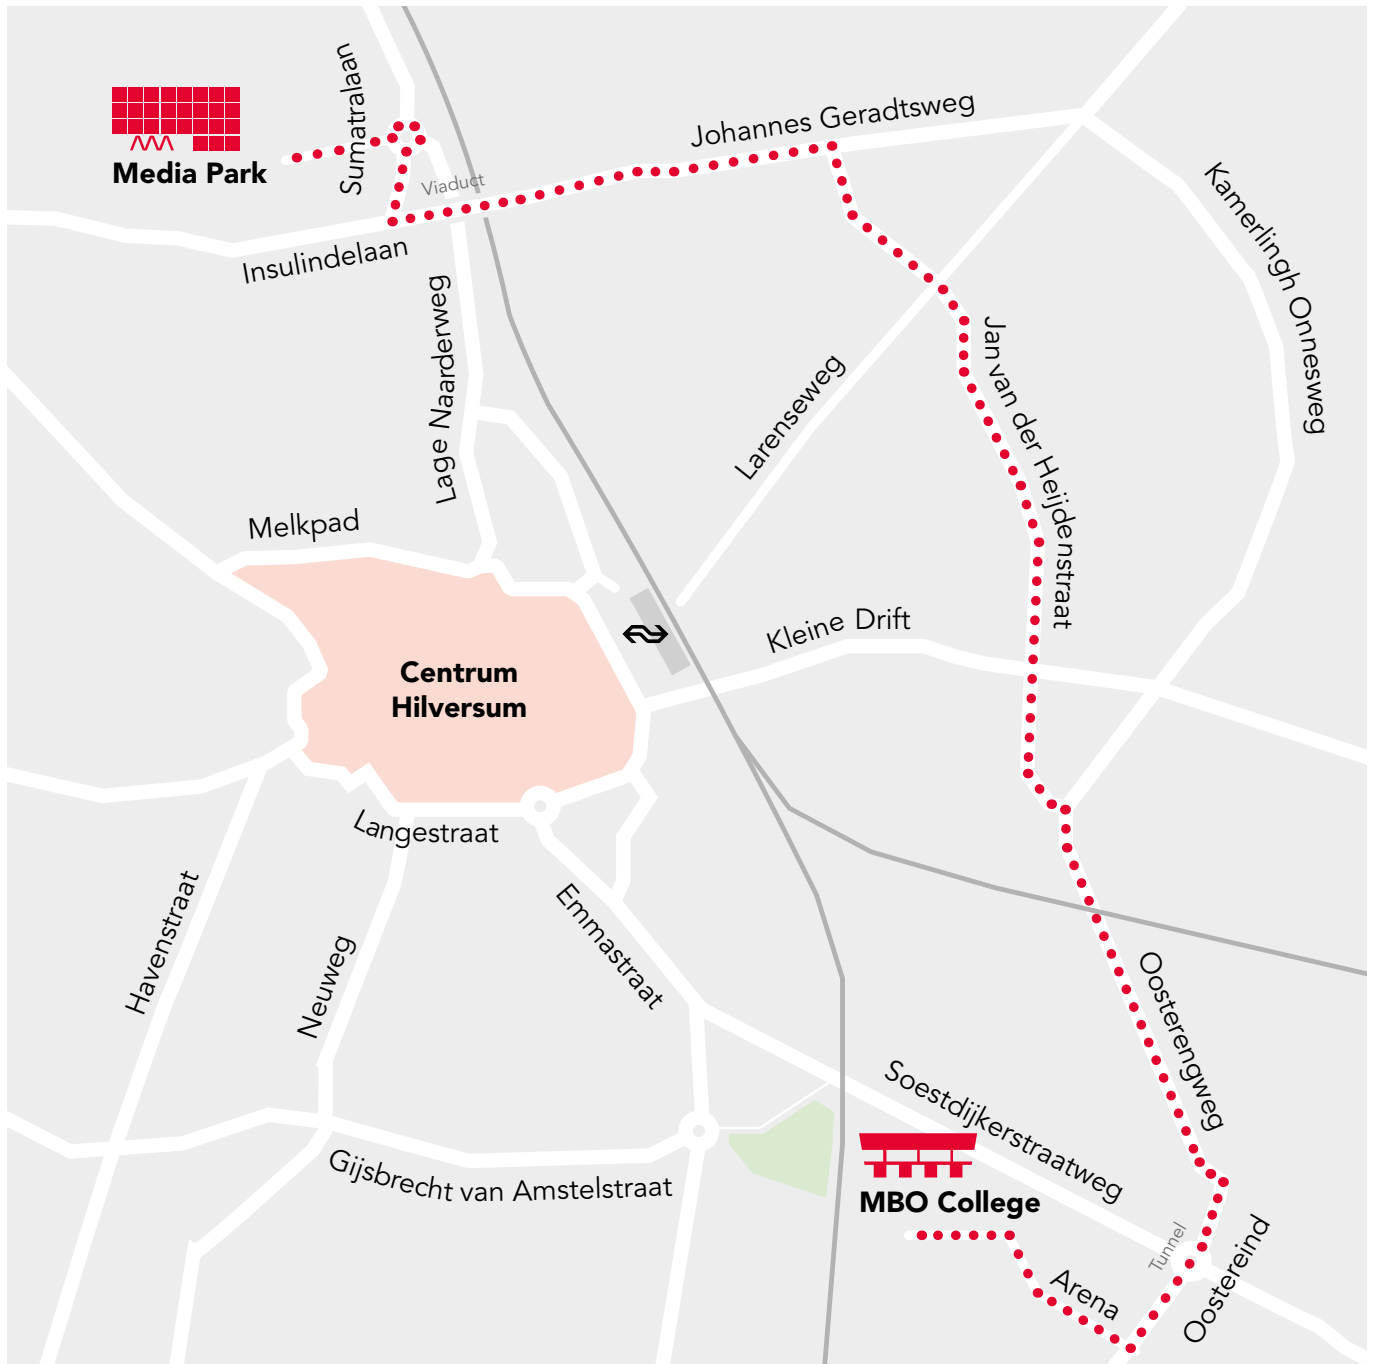 Sumatralaan
Media Park
Viaduct
Johannes Geradtsweg
Insulindelaan
Kamerlingh Onnesweg
Lage Naarderweg
Jan van der Heijdenstraat
Larenseweg
Melkpad
Kleine Drift
Centrum
Hilversum
Langestraat
Havenstraat
Neuweg
Emmastraat
Oosterengweg
Soestdijkerstraatweg
Gijsbrecht van Amstelstraat
MBO College
Tunnel
Oostereind
Arena